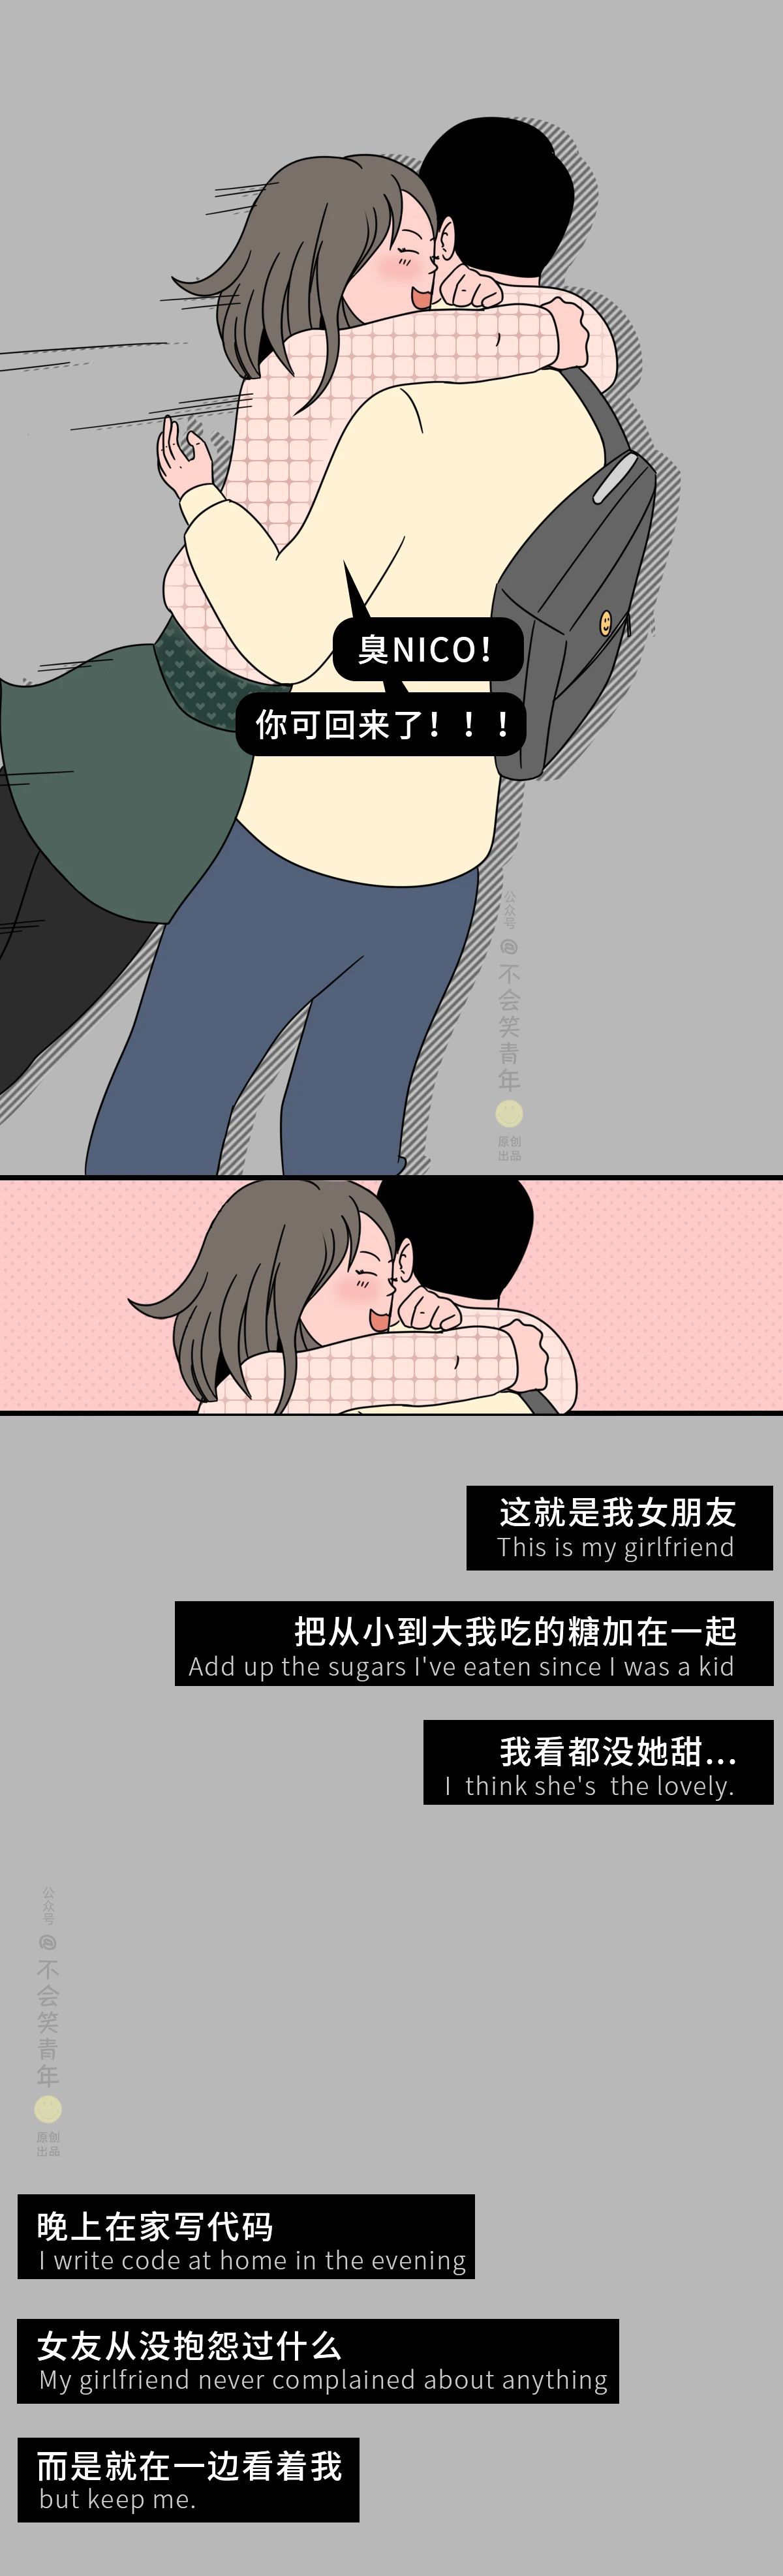 臭NICO！
你可回来了！！！
公众号
不会笑青年
原创
出品
这就是我女朋友
This is my girlfriend
把从小到大我吃的糖加在一起
Add up the sugars I've eaten since I was a kid
我看都没她甜...
I think she's the lovely.
公众号
不会笑青年
原创
出品
晚上在家写代码
I write code at home in the evening
女友从没抱怨过什么
My girlfriend never complained about anything
而是就在一边看着我
but keep me.